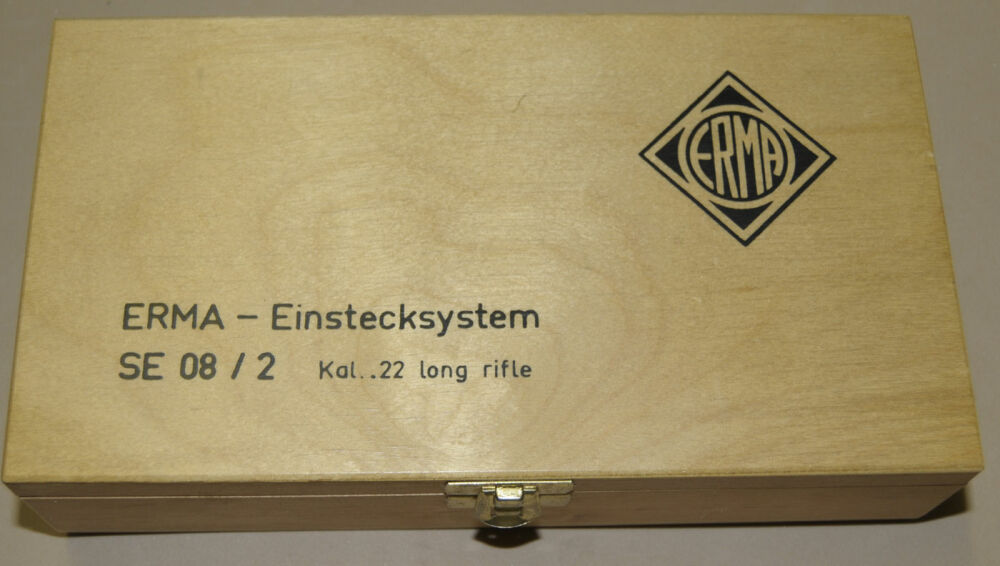 ERMA
ERMA – Einstecksystem
SE 08 / 2 Kal..22 long rifle